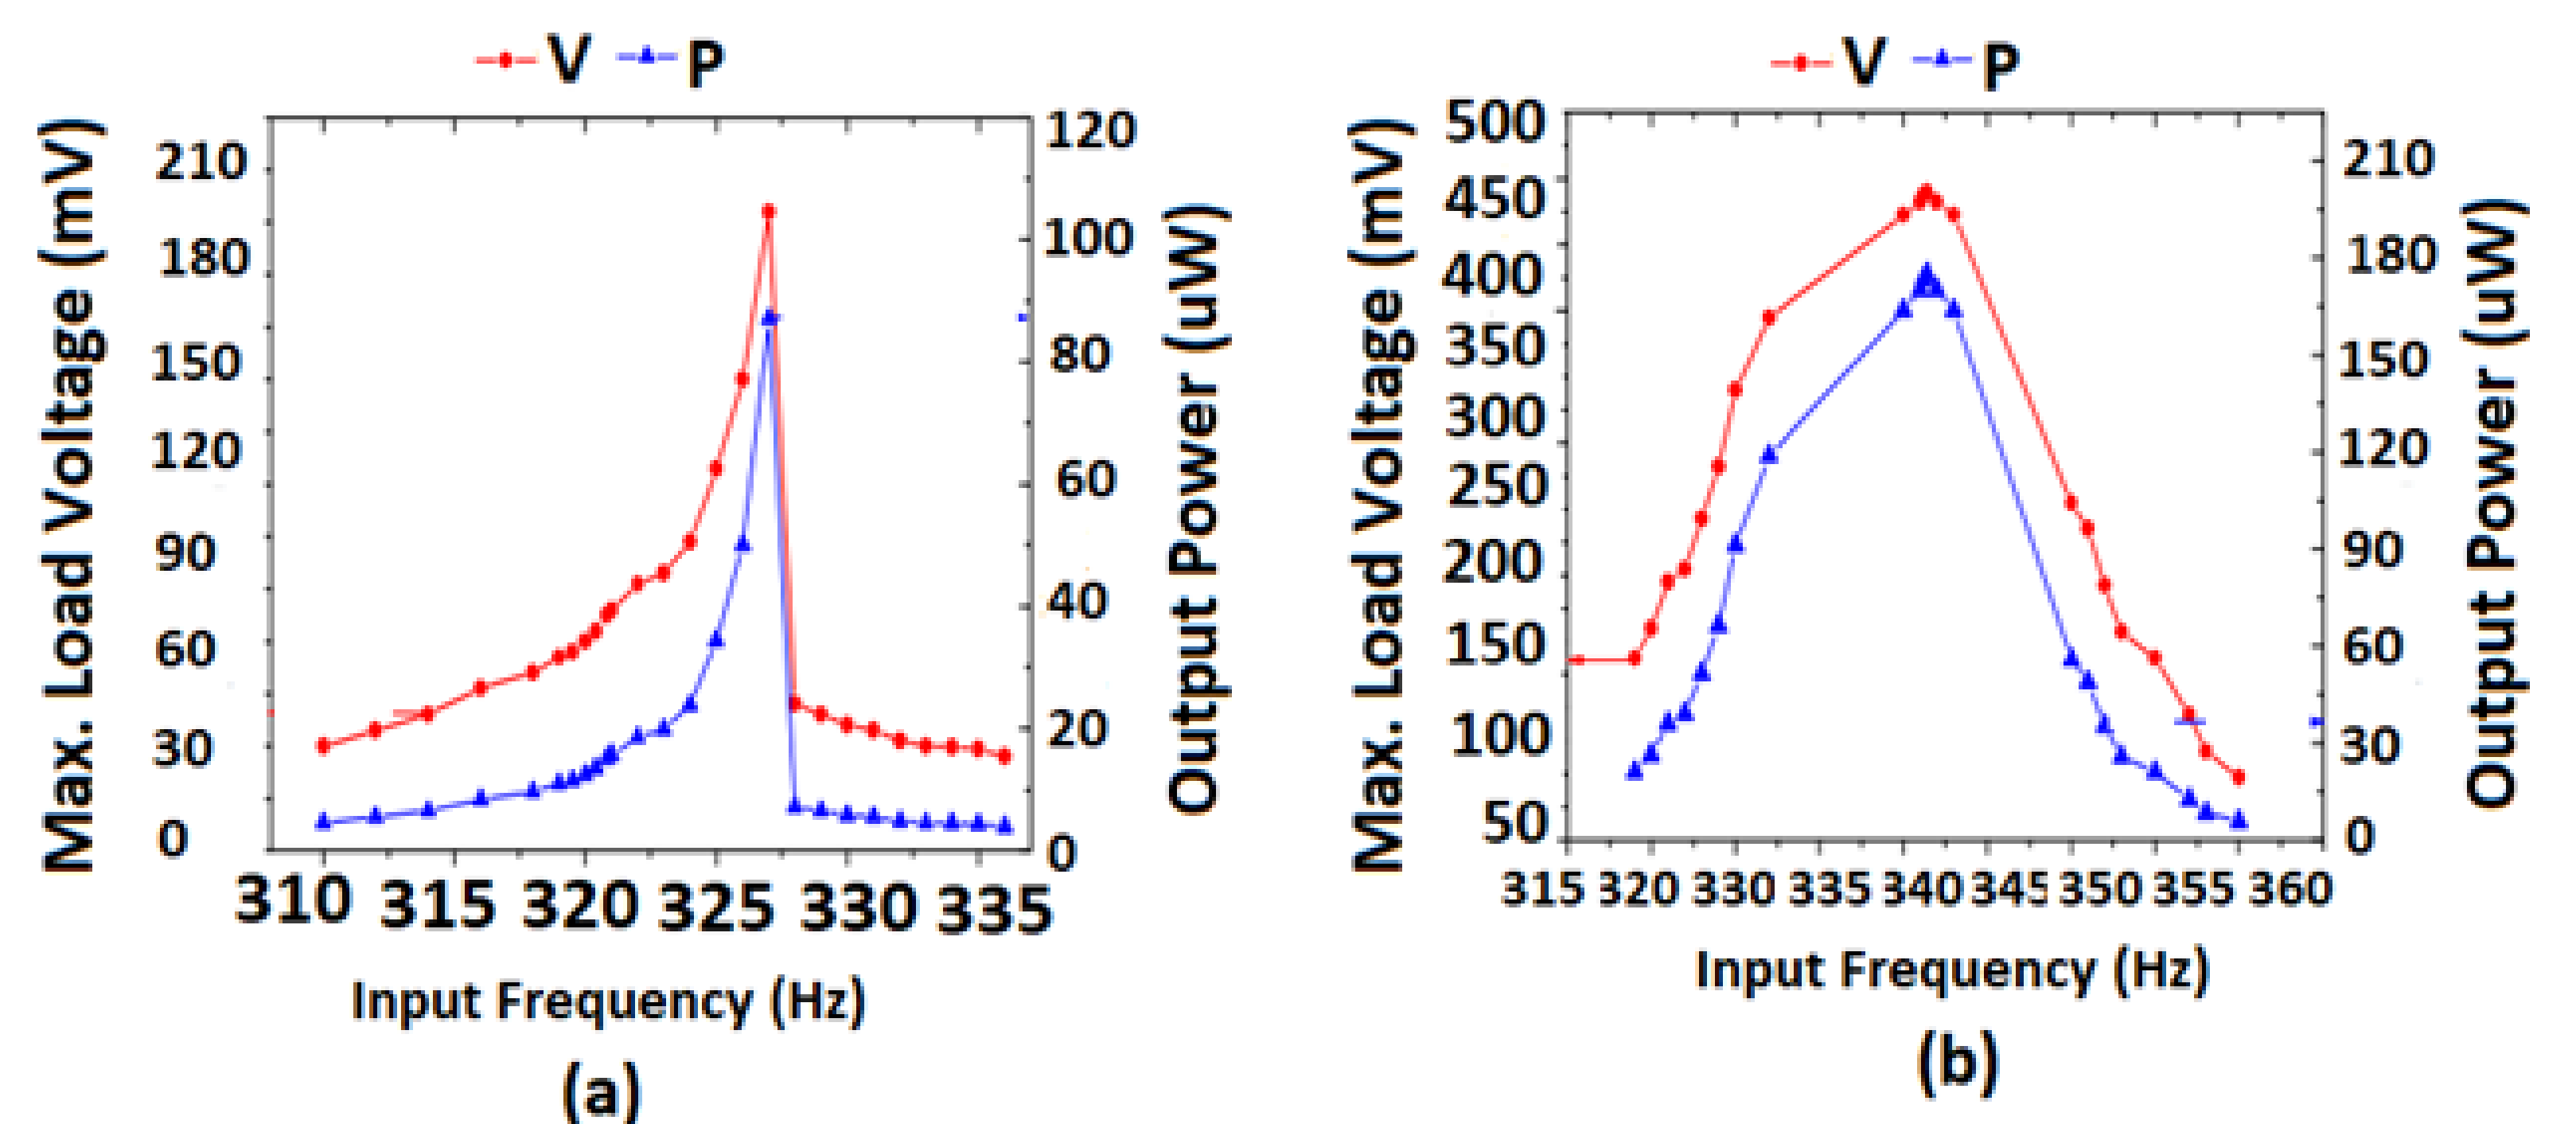 V P
Max. Load Voltage (mV)
210
180
150
120
90
60
30
0
120
100
80
60
40
20
0
Output Power (uW)
310 315 320 325 330 335
Input Frequency (Hz)
(a)
V P
Max. Load Voltage (mV)
500
450
400
350
300
250
200
150
100
50
210
180
150
120
90
60
30
0
Output Power (uW)
315 320 330 335 340 345 350 355 360
Input Frequency (Hz)
(b)